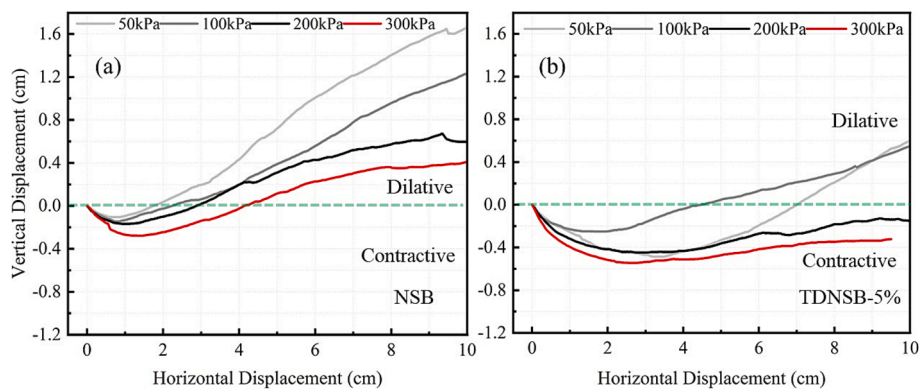 50kPa 100kPa 200kPa 300kPa
(a)
Dilative
Contractive
NSB
1.6
1.2
0.8
0.4
0.0
-0.4
-0.8
-1.2
Vertical Displacement (cm)
0 2 4 6 8 10
Horizontal Displacement (cm)
50kPa 100kPa 200kPa 300kPa
(b)
Dilative
Contractive
TDNSB-5%
1.6
1.2
0.8
0.4
0.0
-0.4
-0.8
-1.2
0 2 4 6 8 10
Horizontal Displacement (cm)